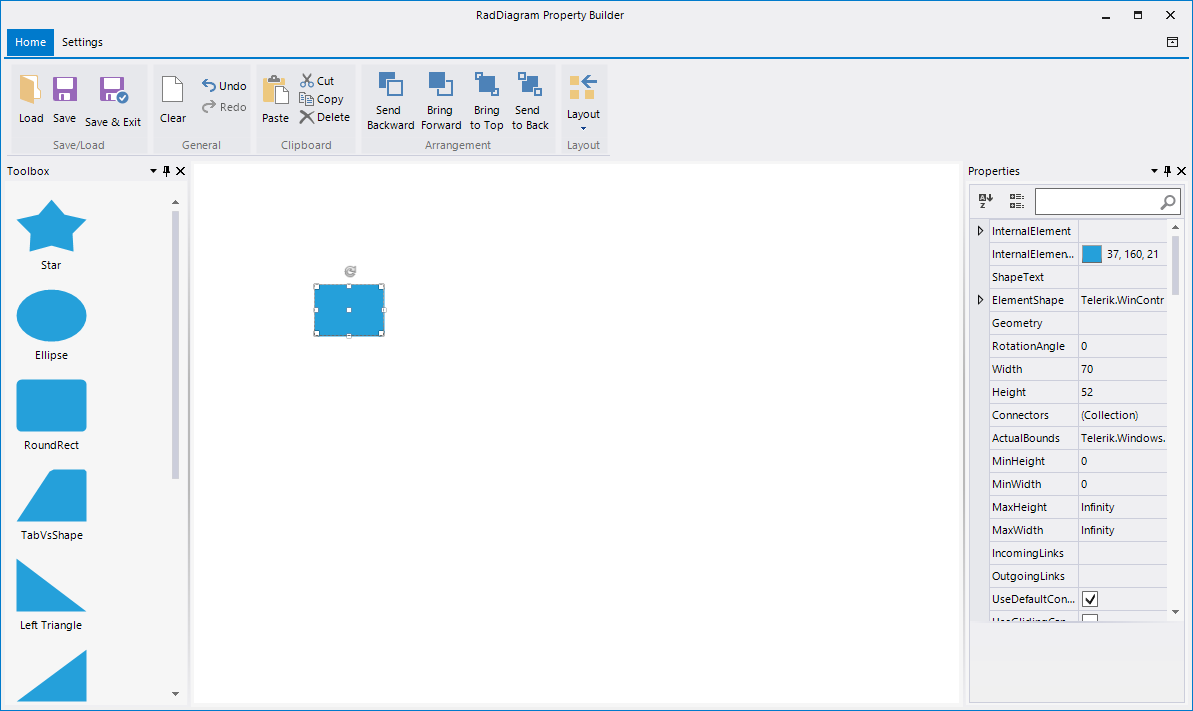 RadDiagram Property Builder
Home Settings
Load Save Save & Exit
Save/Load
Clear Undo Redo
General
Paste Cut Copy Delete
Clipboard
Send Backward Bring Forward Bring to Top Send to Back
Arrangement
Layout
Layout
Toolbox
Star
Ellipse
RoundRect
TabVsShape
Left Triangle
Properties
InternalElement
InternalElemen... 37, 160, 21
ShapeText
ElementShape Telerik.WinContr
Geometry
RotationAngle 0
Width 70
Height 52
Connectors (Collection)
ActualBounds Telerik.Windows.
MinHeight 0
MinWidth 0
MaxHeight Infinity
MaxWidth Infinity
IncomingLinks
OutgoingLinks
UseDefaultCon...